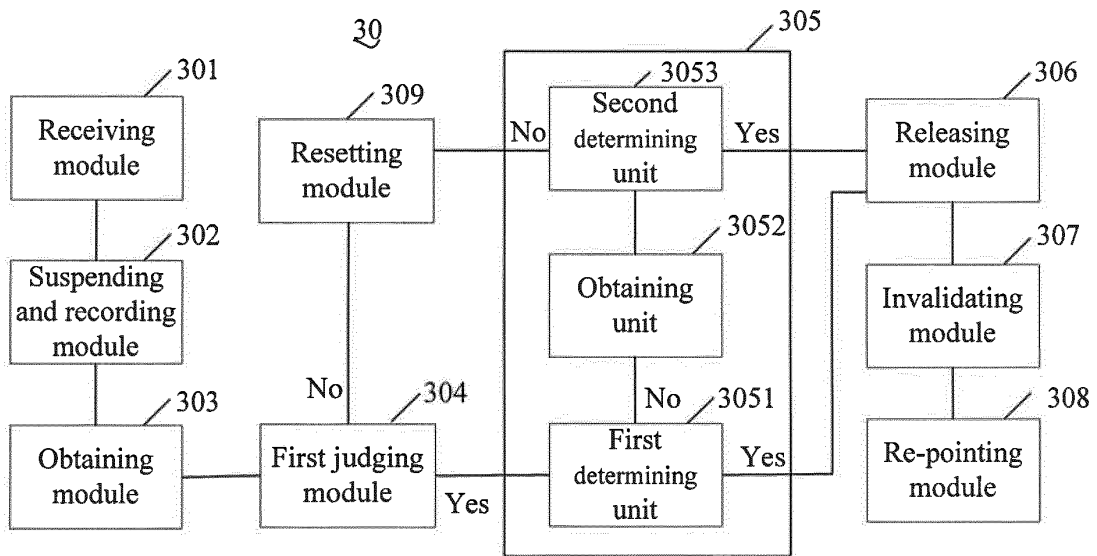 30
305
301
Receiving
module
302
Suspending
and recording
module
303
Obtaining
module
309
Resetting
module
No
304
First judging
module
Yes
3053
Second
determining
unit
No
Yes
3052
Obtaining
unit
No
3051
First
determining
unit
Yes
306
Releasing
module
307
Invalidating
module
308
Re-pointing
module